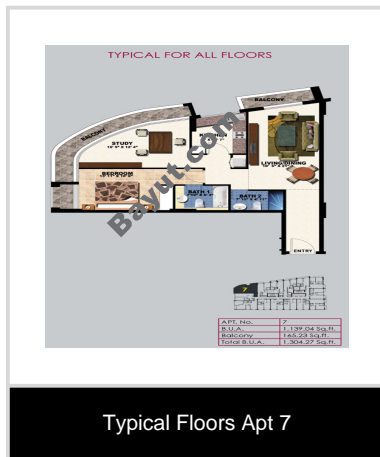 TYPICAL FOR ALL FLOORS
BALCONY
BALCONY
STUDY
KITCHEN
LIVING/DINING
BEDROOM
BATH 1
BATH 2
ENTRY
Bayut.com
7
APT. No. 7
B.U.A. 1,139.04 Sq.ft.
Balcony 165.23 Sq.ft.
Total B.U.A. 1,304.27 Sq.ft.
Typical Floors Apt 7